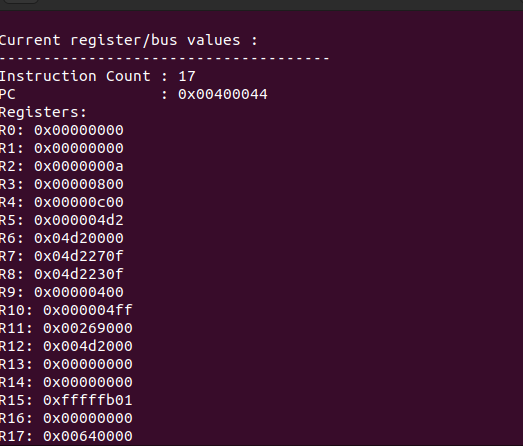 Current register/bus values :
-------------------------------------
Instruction Count : 17
PC                : 0x00400044
Registers:
R0: 0x00000000
R1: 0x00000000
R2: 0x0000000a
R3: 0x00000800
R4: 0x00000c00
R5: 0x000004d2
R6: 0x04d20000
R7: 0x04d2270f
R8: 0x04d2230f
R9: 0x00000400
R10: 0x000004ff
R11: 0x00269000
R12: 0x004d2000
R13: 0x00000000
R14: 0x00000000
R15: 0xfffffb01
R16: 0x00000000
R17: 0x00640000